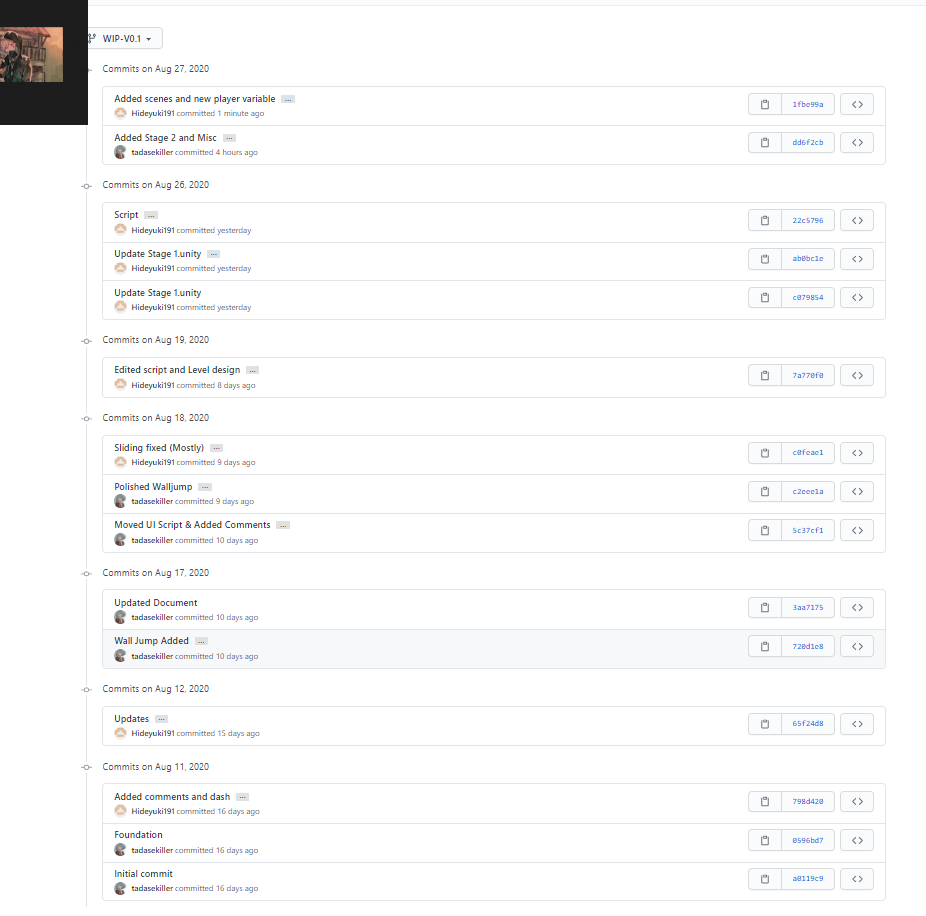 WIP-V0.1
Commits on Aug 27, 2020
Added scenes and new player variable ...
1fbe99a
Hideyuki191 committed 1 minute ago
Added Stage 2 and Misc ...
dd6f2cb
tadasekiller committed 4 hours ago
Commits on Aug 26, 2020
Script ...
22c5796
Hideyuki191 committed yesterday
Update Stage 1.unity ...
ab0bc1e
Hideyuki191 committed yesterday
Update Stage 1.unity
c079854
Hideyuki191 committed yesterday
Commits on Aug 19, 2020
Edited script and Level design ...
7a770f0
Hideyuki191 committed 8 days ago
Commits on Aug 18, 2020
Sliding fixed (Mostly) ...
c0feae1
Hideyuki191 committed 9 days ago
Polished Walljump ...
c2eee1a
tadasekiller committed 9 days ago
Moved UI Script & Added Comments ...
5c37cf1
tadasekiller committed 10 days ago
Commits on Aug 17, 2020
Updated Document
3aa7175
tadasekiller committed 10 days ago
Wall Jump Added ...
720d1e8
tadasekiller committed 10 days ago
Commits on Aug 12, 2020
Updates ...
65f24d8
Hideyuki191 committed 15 days ago
Commits on Aug 11, 2020
Added comments and dash ...
798d420
Hideyuki191 committed 16 days ago
Foundation
0596bd7
tadasekiller committed 16 days ago
Initial commit
a0119c9
tadasekiller committed 16 days ago